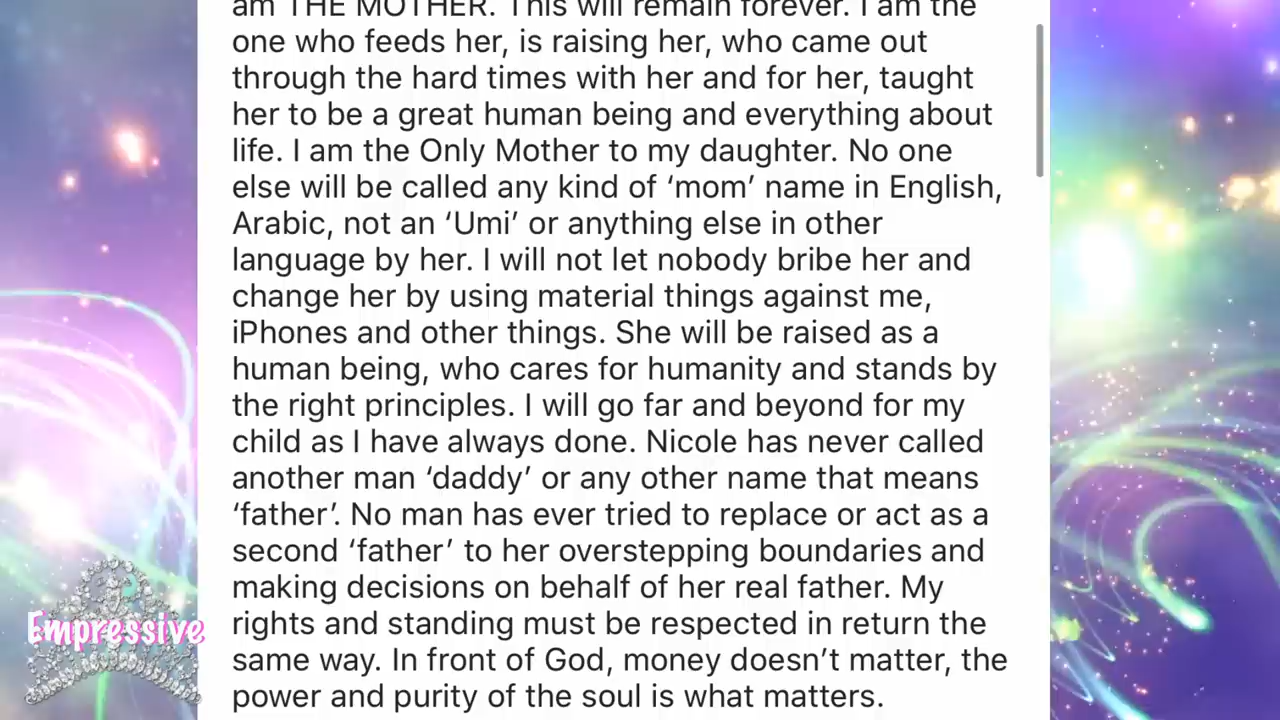 am THE MOTHER. This will remain forever. I am the
one who feeds her, is raising her, who came out
through the hard times with her and for her, taught
her to be a great human being and everything about
life. I am the Only Mother to my daughter. No one
else will be called any kind of ‘mom’ name in English,
Arabic, not an ‘Umi’ or anything else in other
language by her. I will not let nobody bribe her and
change her by using material things against me,
iPhones and other things. She will be raised as a
human being, who cares for humanity and stands by
the right principles. I will go far and beyond for my
child as I have always done. Nicole has never called
another man ‘daddy’ or any other name that means
‘father’. No man has ever tried to replace or act as a
second ‘father’ to her overstepping boundaries and
making decisions on behalf of her real father. My
rights and standing must be respected in return the
same way. In front of God, money doesn’t matter, the
power and purity of the soul is what matters.
Empressive